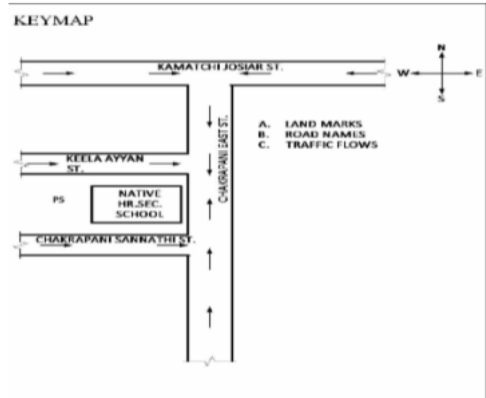 KEYMAP
KAMATCHI JOSIAR ST.
N
W
E
S
CHAKRAPANI EAST ST.
A. LAND MARKS
B. ROAD NAMES
C. TRAFFIC FLOWS
KEELA AYYAN
ST.
PS
NATIVE
HR.SEC.
SCHOOL
CHAKRAPANI SANNATHI ST.